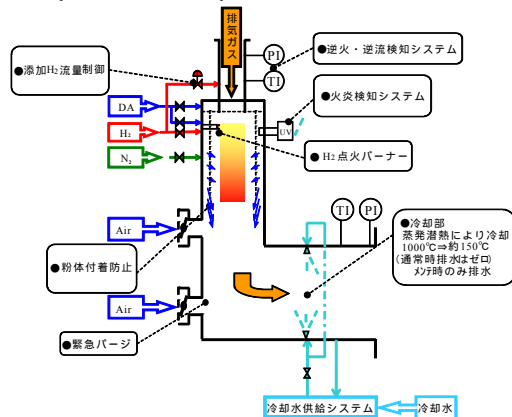 排気ガス
PI
TI
●逆火・逆流検知システム
●添加H2流量制御
●火炎検知システム
DA
UV
H₂
●H2点火バーナー
N₂
TI
PI
●冷却部
蒸発潜熱により冷却
1000℃⇒約150℃
(通常時排水はゼロ)
メンテ時のみ排水
Air
●粉体付着防止
Air
●緊急パージ
冷却水供給システム
冷却水